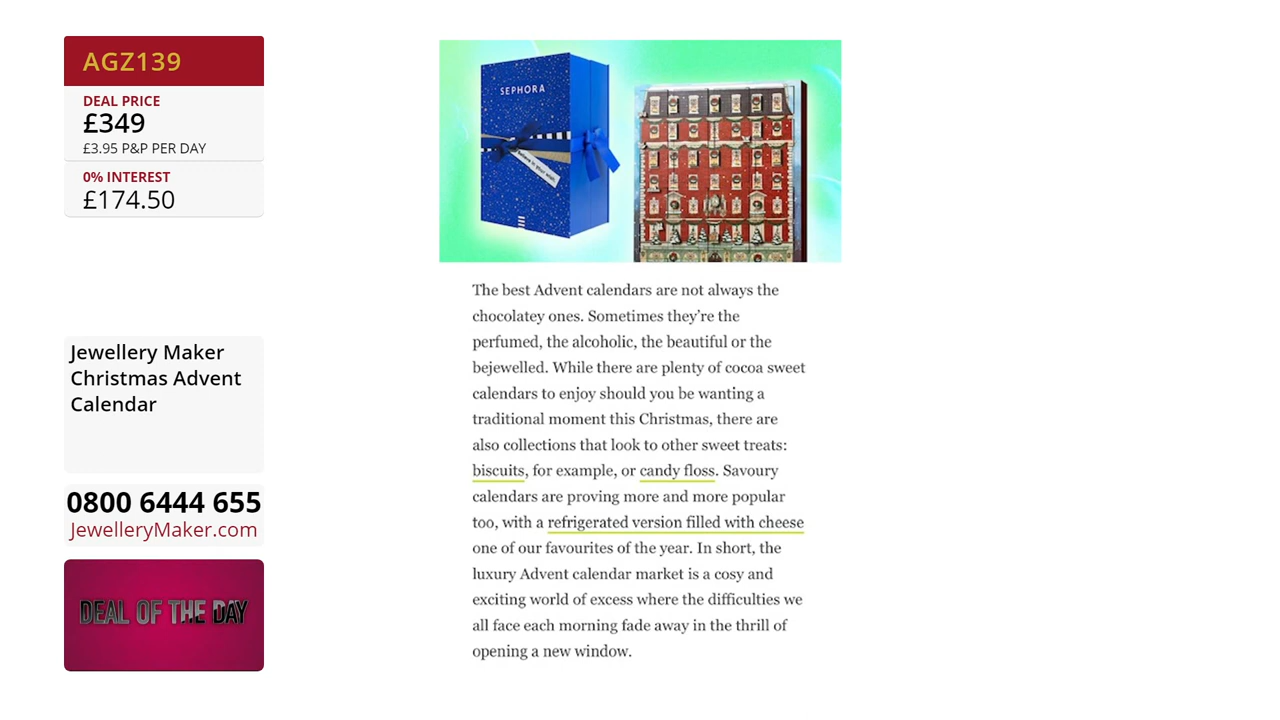 AGZ139
DEAL PRICE
£349
£3.95 P&P PER DAY
0% INTEREST
£174.50
Jewellery Maker
Christmas Advent
Calendar
0800 6444 655
JewelleryMaker.com
DEAL OF THE DAY
SEPHORA
The best Advent calendars are not always the
chocolatey ones. Sometimes they're the
perfumed, the alcoholic, the beautiful or the
bejewelled. While there are plenty of cocoa sweet
calendars to enjoy should you be wanting a
traditional moment this Christmas, there are
also collections that look to other sweet treats:
biscuits, for example, or candy floss. Savoury
calendars are proving more and more popular
too, with a refrigerated version filled with cheese
one of our favourites of the year. In short, the
luxury Advent calendar market is a cosy and
exciting world of excess where the difficulties we
all face each morning fade away in the thrill of
opening a new window.